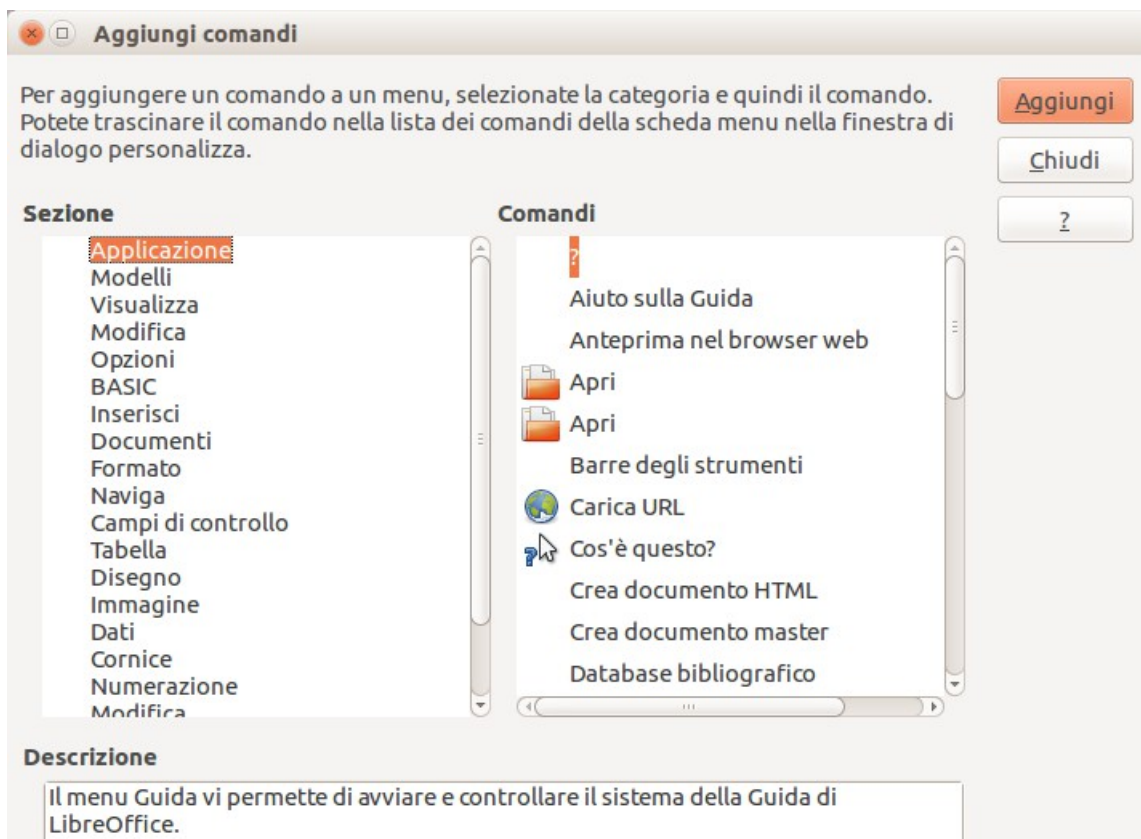 Aggiungi comandi
Per aggiungere un comando a un menu, selezionate la categoria e quindi il comando.
Potete trascinare il comando nella lista dei comandi della scheda menu nella finestra di
dialogo personalizza.
Aggiungi
Chiudi
?
Sezione
Applicazione
Modelli
Visualizza
Modifica
Opzioni
BASIC
Inserisci
Documenti
Formato
Naviga
Campi di controllo
Tabella
Disegno
Immagine
Dati
Cornice
Numerazione
Modifica
Comandi
?
Aiuto sulla Guida
Anteprima nel browser web
Apri
Apri
Barre degli strumenti
Carica URL
Cos'è questo?
Crea documento HTML
Crea documento master
Database bibliografico
Descrizione
Il menu Guida vi permette di avviare e controllare il sistema della Guida di
LibreOffice.